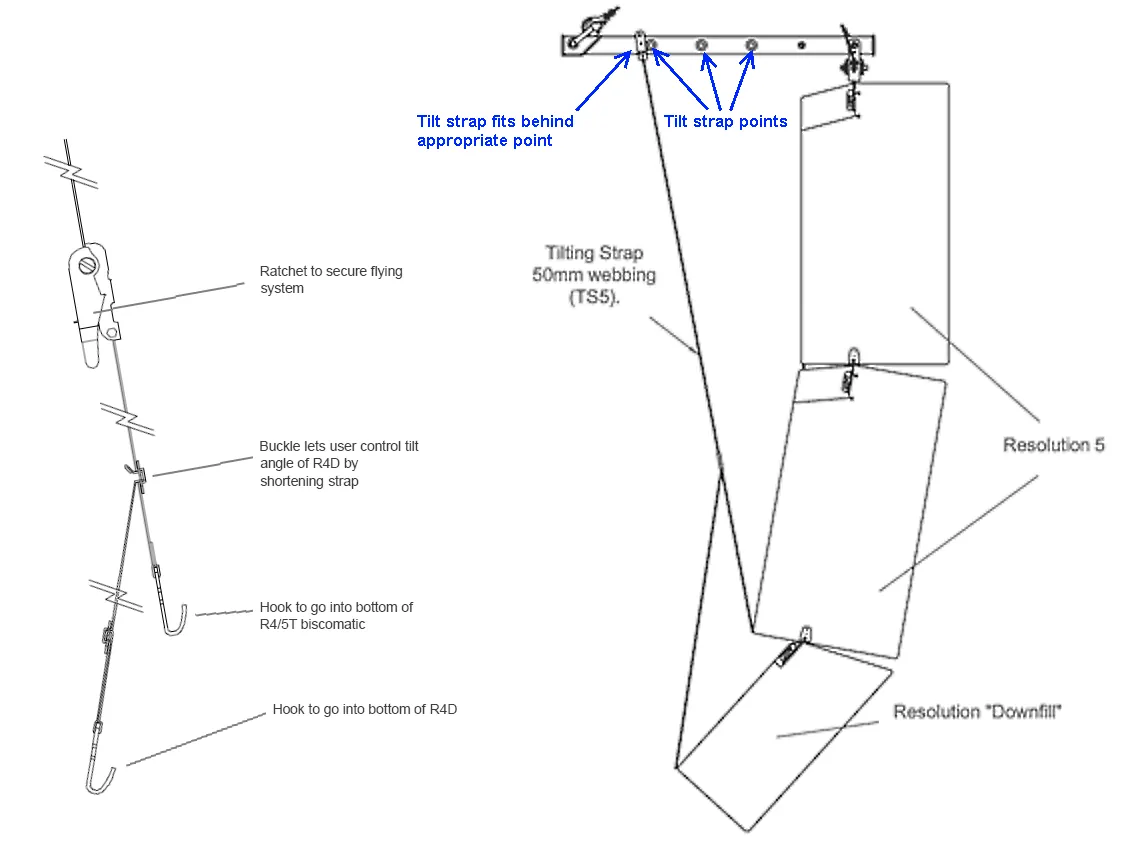 Tilt strap fits behind
appropriate point
Tilt strap points
Tilting Strap
50mm webbing
(TS5).
Ratchet to secure flying
system
Buckle lets user control tilt
angle of R4D by
shortening strap
Resolution 5
Hook to go into bottom of
R4/5T biscomatic
Hook to go into bottom of R4D
Resolution "Downfill"